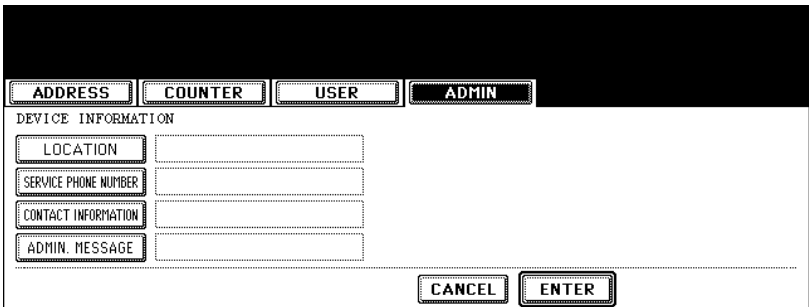 ADDRESS COUNTER USER ADMIN
DEVICE INFORMATION
LOCATION
SERVICE PHONE NUMBER
CONTACT INFORMATION
ADMIN. MESSAGE
CANCEL ENTER